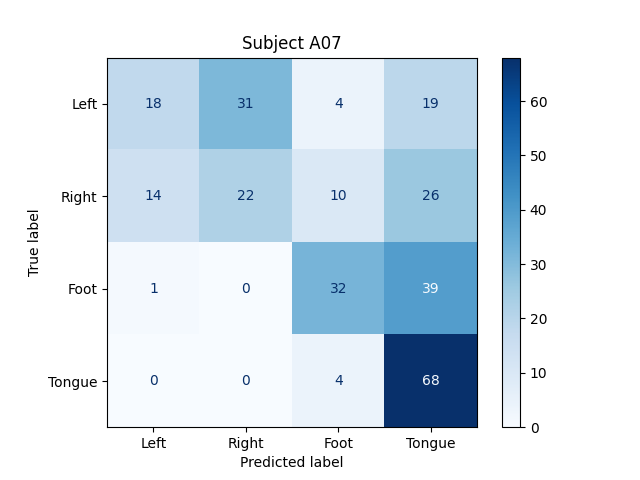 Subject A07
True label
Left 18 31 4 19
Right 14 22 10 26
Foot 1 0 32 39
Tongue 0 0 4 68
Left Right Foot Tongue
Predicted label
60
50
40
30
20
10
0